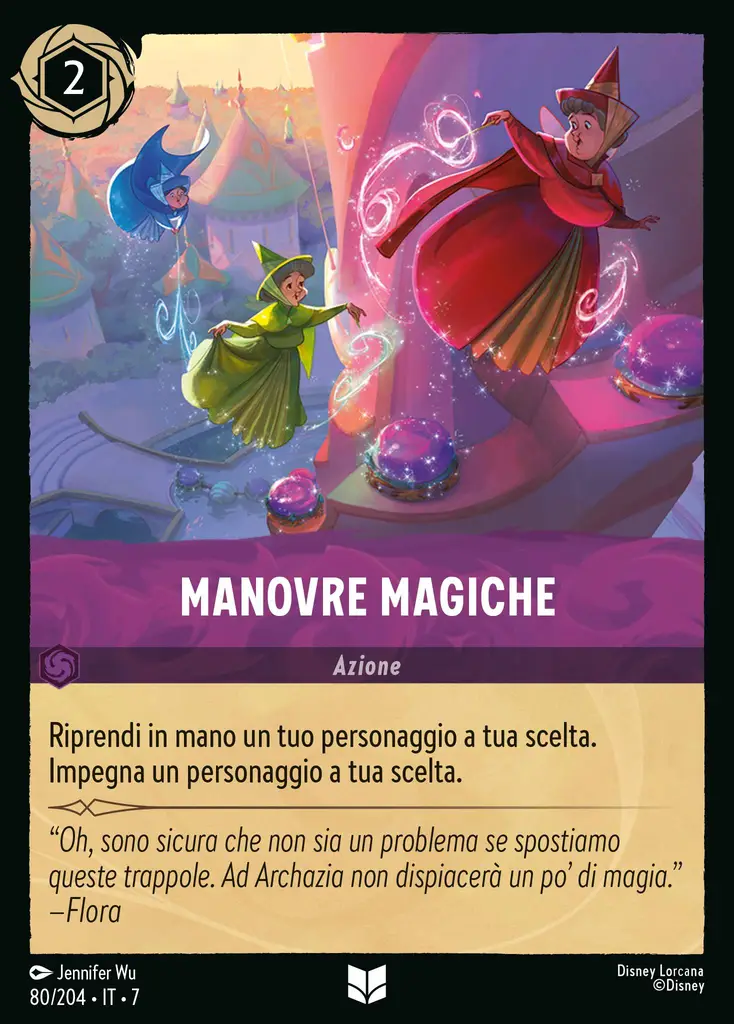 2
MANOVRE MAGICHE
Azione
Riprendi in mano un tuo personaggio a tua scelta.
Impegna un personaggio a tua scelta.
“Oh, sono sicura che non sia un problema se spostiamo
queste trappole. Ad Archazia non dispiacerà un po’ di magia.”
—Flora
Jennifer Wu
80/204 • IT • 7
Disney Lorcana
©Disney